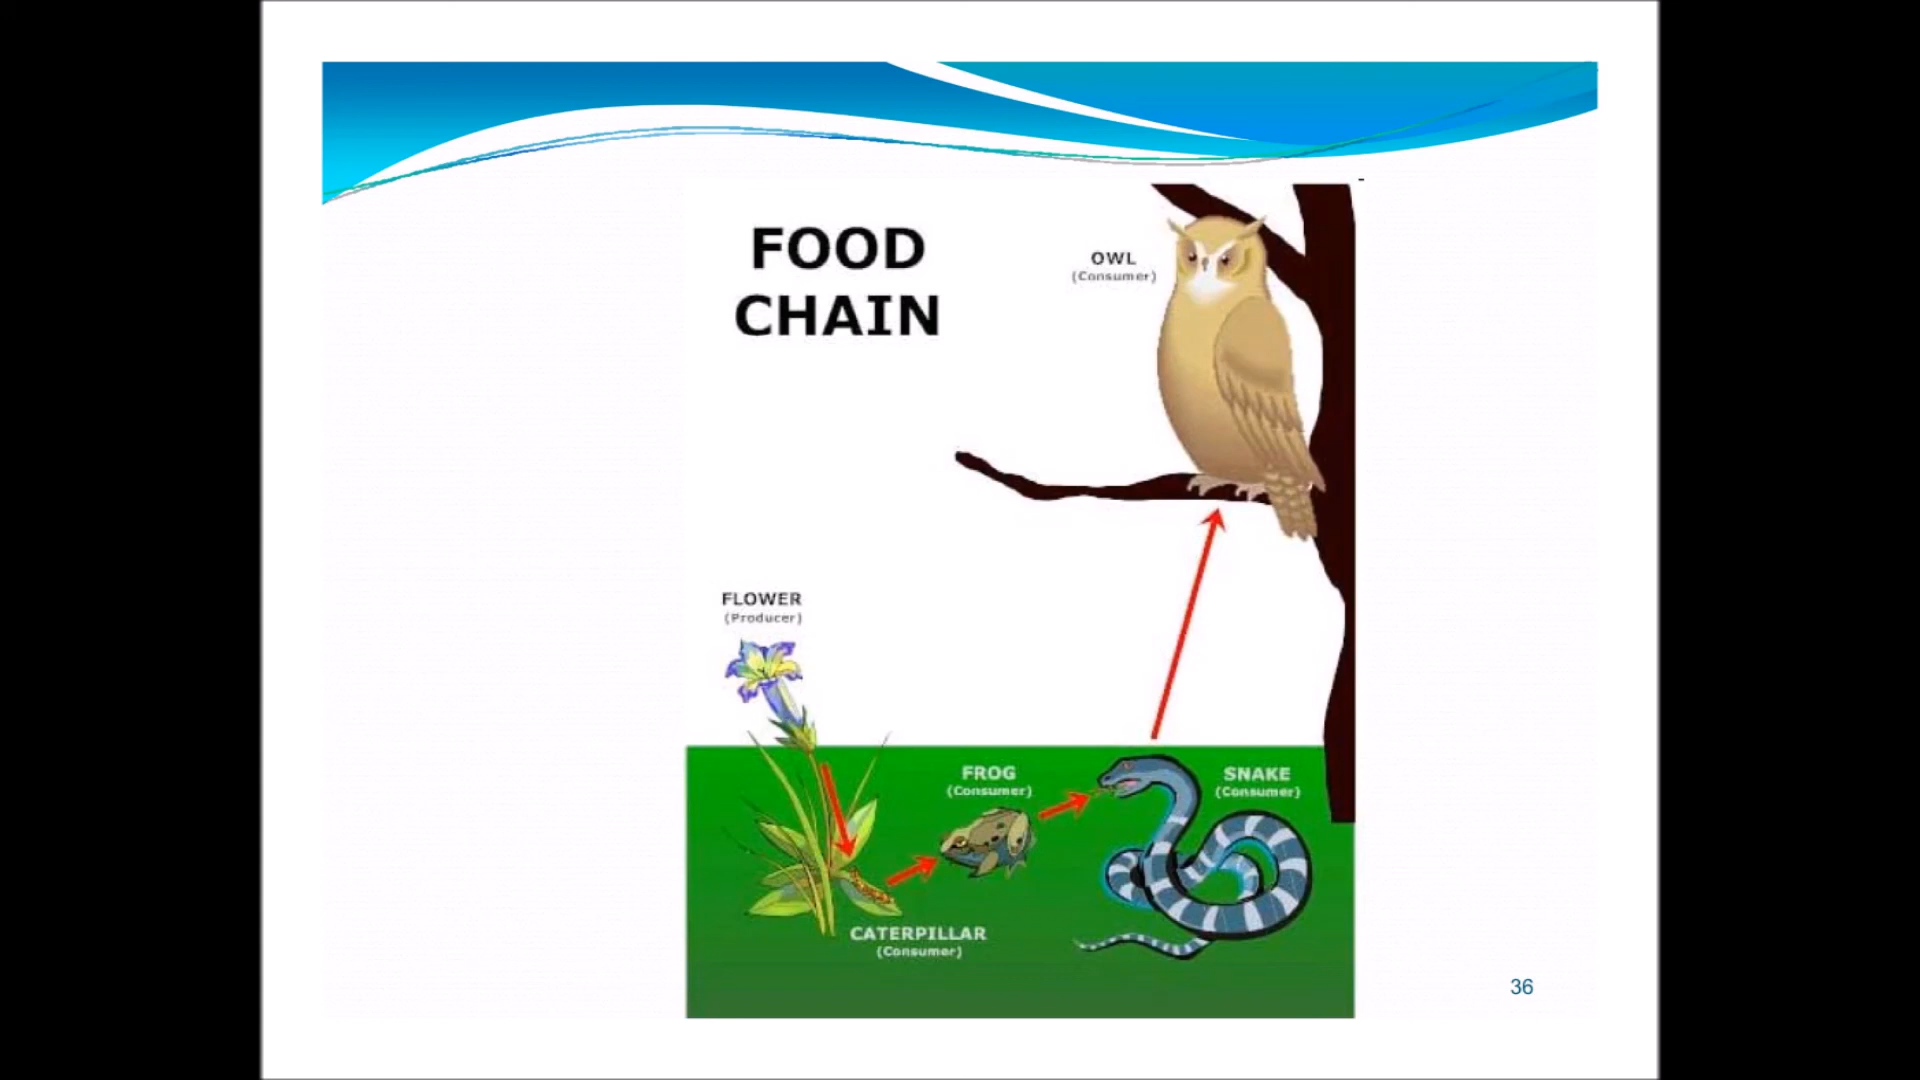 FOOD
CHAIN
OWL
(Consumer)
FLOWER
(Producer)
FROG
(Consumer)
SNAKE
(Consumer)
CATERPILLAR
(Consumer)
36